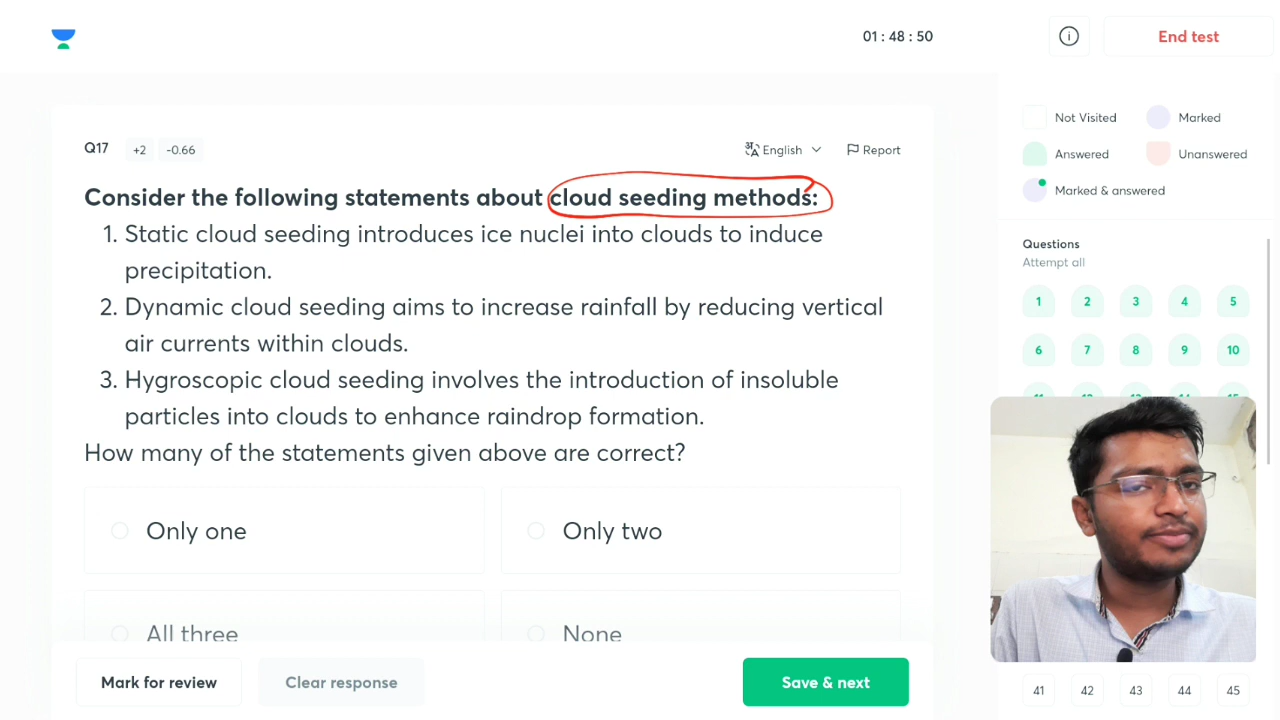 01 : 48 : 50
End test
Not Visited
Marked
Answered
Unanswered
Marked & answered
Q17
+2
-0.66
English
Report
Consider the following statements about cloud seeding methods:
1. Static cloud seeding introduces ice nuclei into clouds to induce
precipitation.
2. Dynamic cloud seeding aims to increase rainfall by reducing vertical
air currents within clouds.
3. Hygroscopic cloud seeding involves the introduction of insoluble
particles into clouds to enhance raindrop formation.
How many of the statements given above are correct?
Only one
Only two
All three
None
Mark for review
Clear response
Save & next
Questions
Attempt all
1 2 3 4 5
6 7 8 9 10
41 42 43 44 45